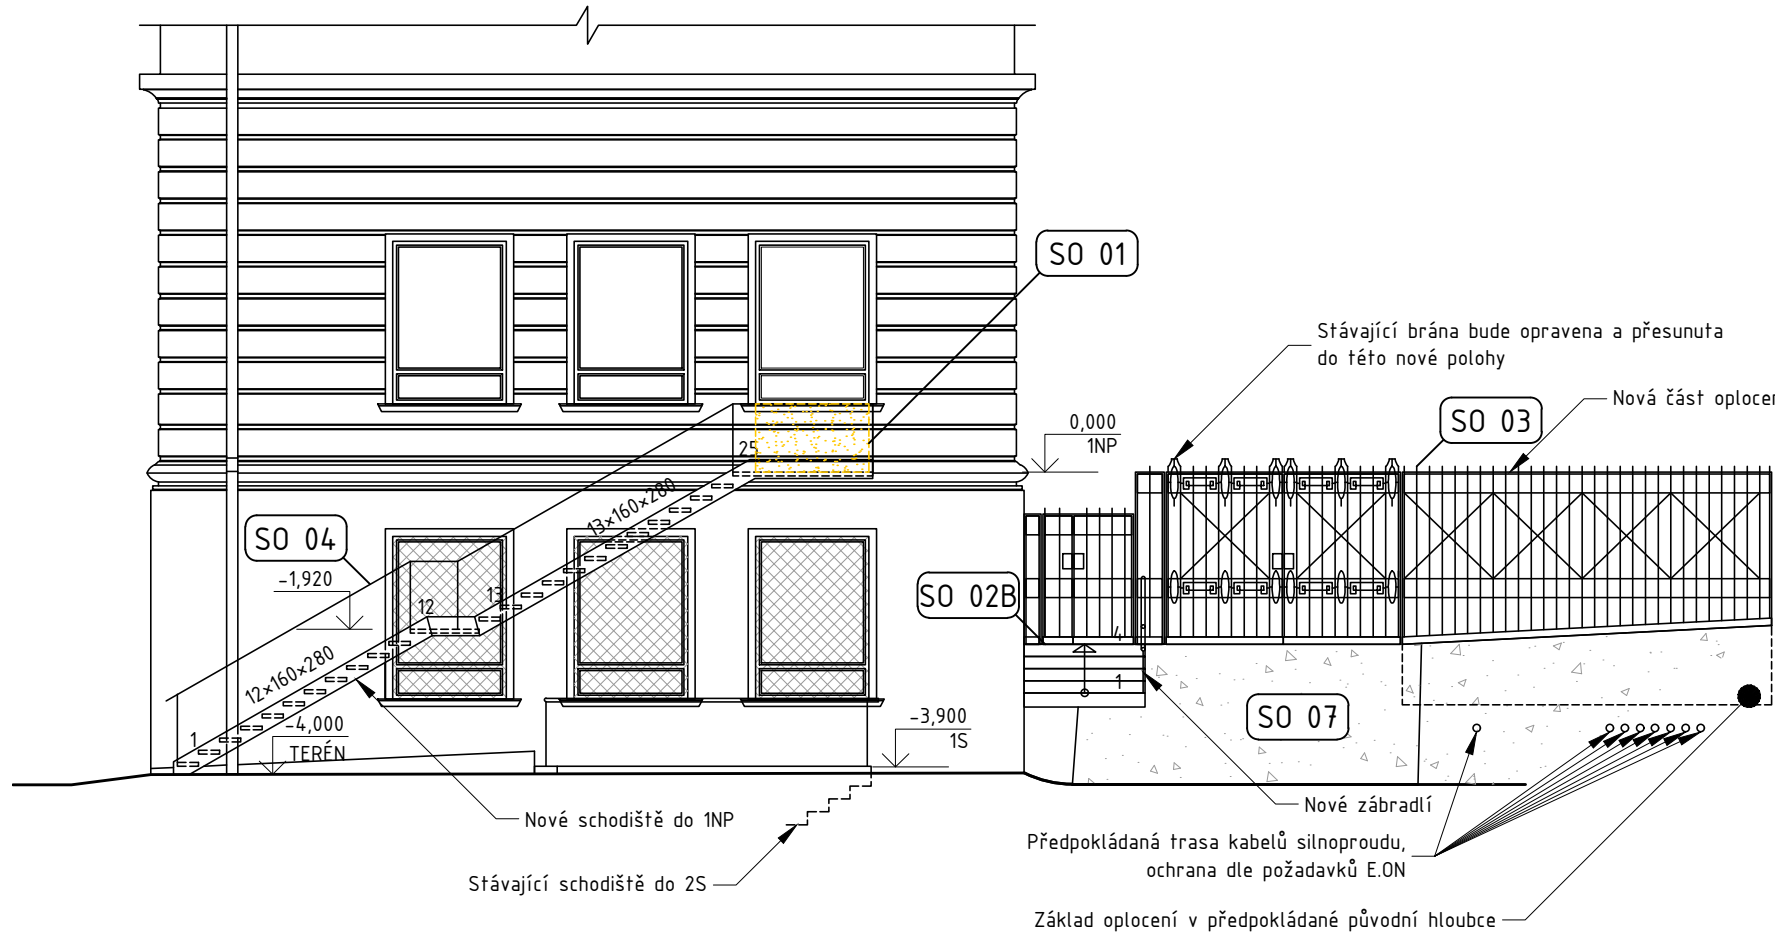 SO 01
Stávající brána bude opravena a přesunuta
do této nové polohy
Nová část oplocen
SO 03
0,000
1NP
25
13×160×280
SO 04
-1,920
12
13
SO 02B
4
1
12×160×280
1
-4,000
TERÉN
-3,900
1S
SO 07
Nové schodiště do 1NP
Nové zábradlí
Předpokládaná trasa kabelů silnoproudu,
ochrana dle požadavků E.ON
Stávající schodiště do 2S
Základ oplocení v předpokládané původní hloubce